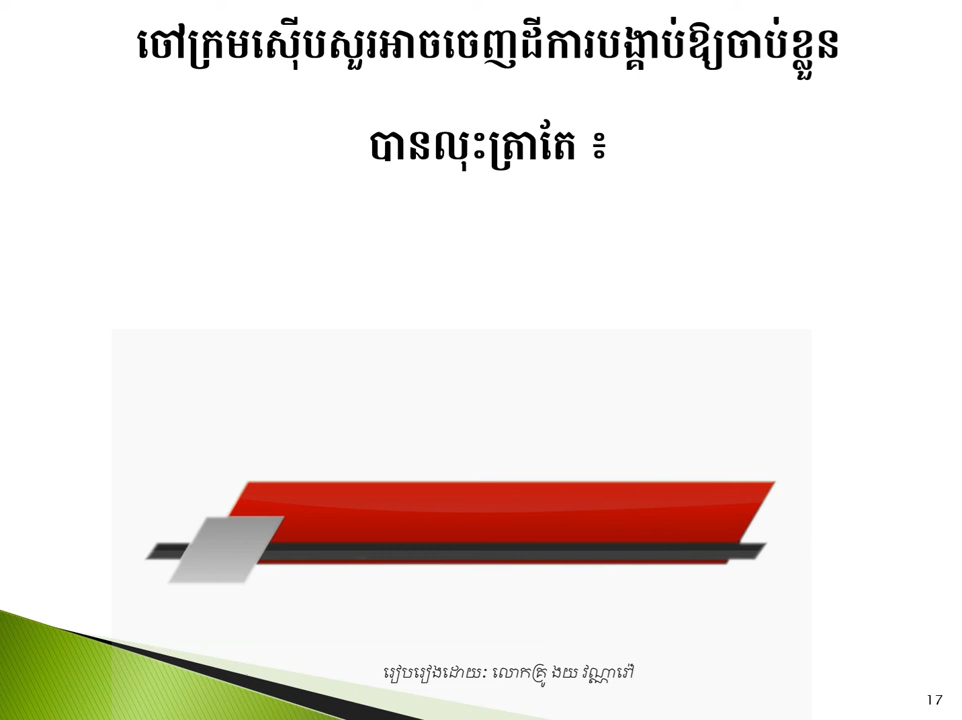 ចៅក្រមស៊ើបសួរអាចចេញដីការបង្គាប់ឱ្យចាប់ខ្លួន
បានលុះត្រាតែ ៖
រៀបរៀងដោយៈ លោកគ្រូ ងយ វណ្ណារ៉ៅ
17